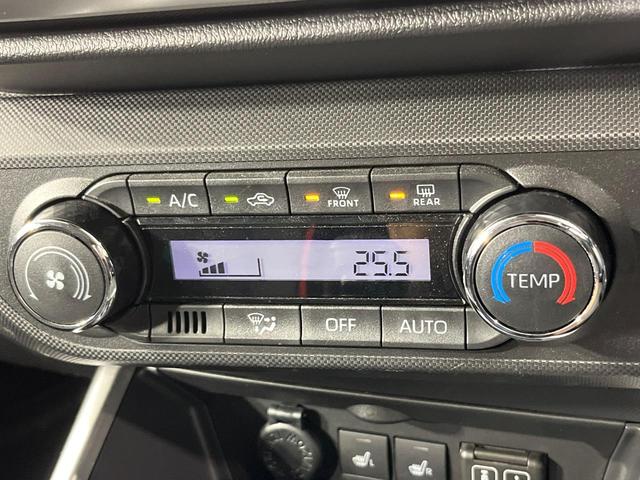 A/C
FRONT
REAR
25.5
TEMP
OFF
AUTO
L
R